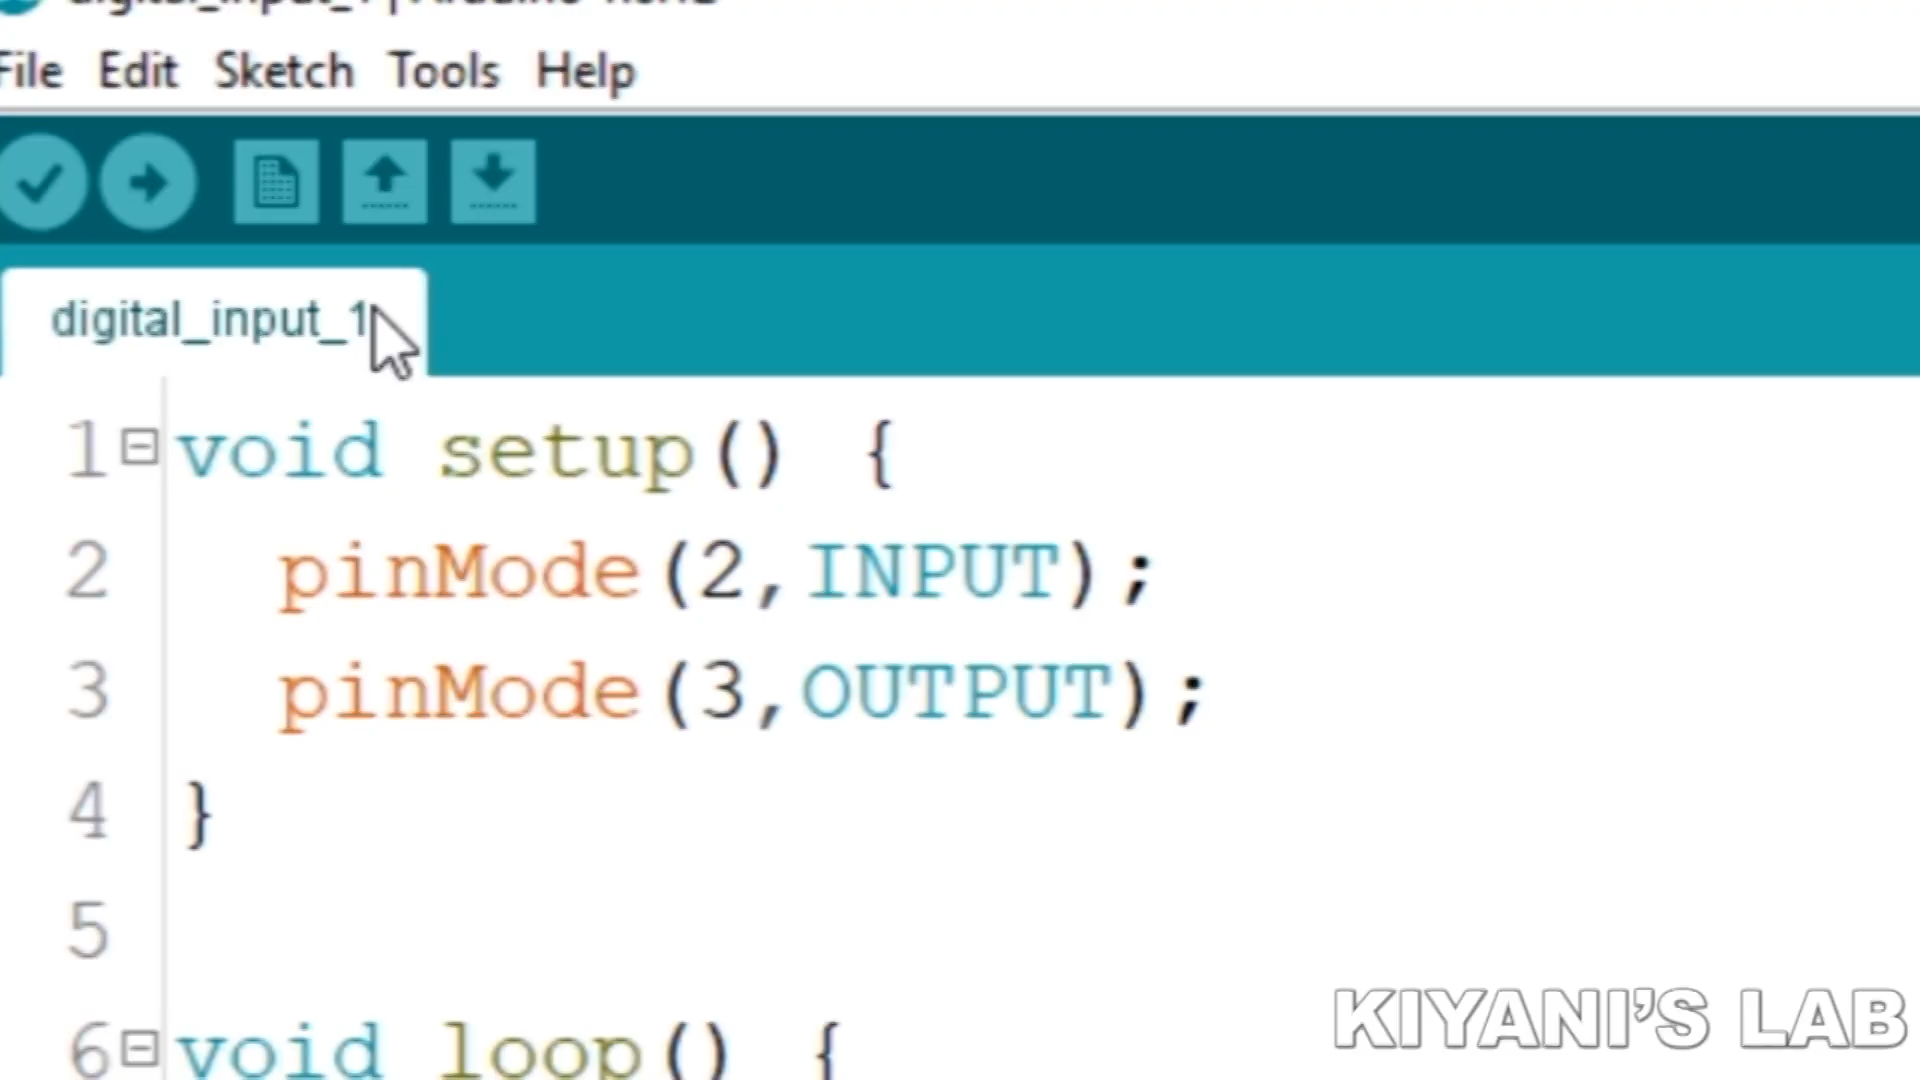 File Edit Sketch Tools Help
digital_input_1
1 void setup() {
2 pinMode(2,INPUT);
3 pinMode(3,OUTPUT);
4 }
5
6 void loop() {
KIYANI'S LAB